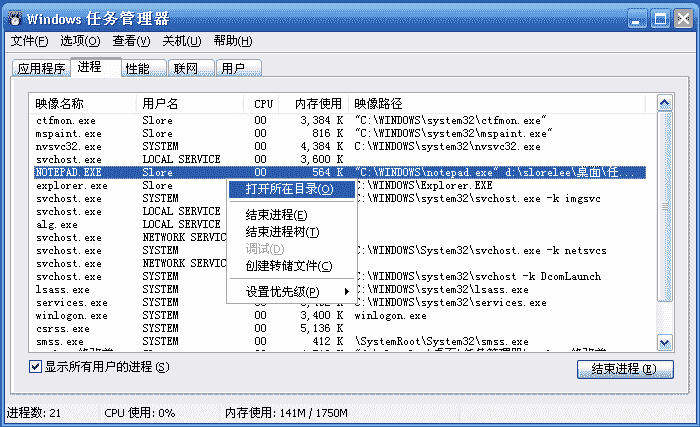 Windows 任务管理器
文件(F) 选项(O) 查看(V) 关机(U) 帮助(H)
应用程序 进程 性能 联网 用户
映像名称 用户名 CPU 内存使用 映像路径
ctfmon.exe Slore 00 3,384 K "C:\WINDOWS\system32\ctfmon.exe"
mspaint.exe Slore 00 816 K "C:\WINDOWS\system32\mspaint.exe"
nvsvc32.exe SYSTEM 00 4,384 K C:\WINDOWS\system32\nvsvc32.exe
svchost.exe LOCAL SERVICE 00 3,600 K
NOTEPAD.EXE Slore 00 564 K "C:\WINDOWS\notepad.exe" d:\slorelee\桌面\任...
explorer.exe Slore C:\WINDOWS\Explorer.EXE
svchost.exe SYSTEM C:\WINDOWS\system32\svchost.exe -k imgsvc
svchost.exe LOCAL SERVICE
alg.exe LOCAL SERVICE
svchost.exe NETWORK SERVIC
svchost.exe SYSTEM C:\WINDOWS\System32\svchost.exe -k netsvcs
svchost.exe NETWORK SERVIC
svchost.exe SYSTEM C:\WINDOWS\system32\svchost -k DcomLaunch
lsass.exe SYSTEM C:\WINDOWS\system32\lsass.exe
services.exe SYSTEM C:\WINDOWS\system32\services.exe
winlogon.exe SYSTEM 00 3,400 K winlogon.exe
csrss.exe SYSTEM 00 5,136 K
smss.exe SYSTEM 00 412 K \SystemRoot\System32\smss.exe
打开所在目录(O)
结束进程(E)
结束进程树(T)
调试(D)
创建转储文件(C)
设置优先级(P)
显示所有用户的进程(S) 结束进程(E)
进程数: 21 CPU 使用: 0% 内存使用: 141M / 1750M